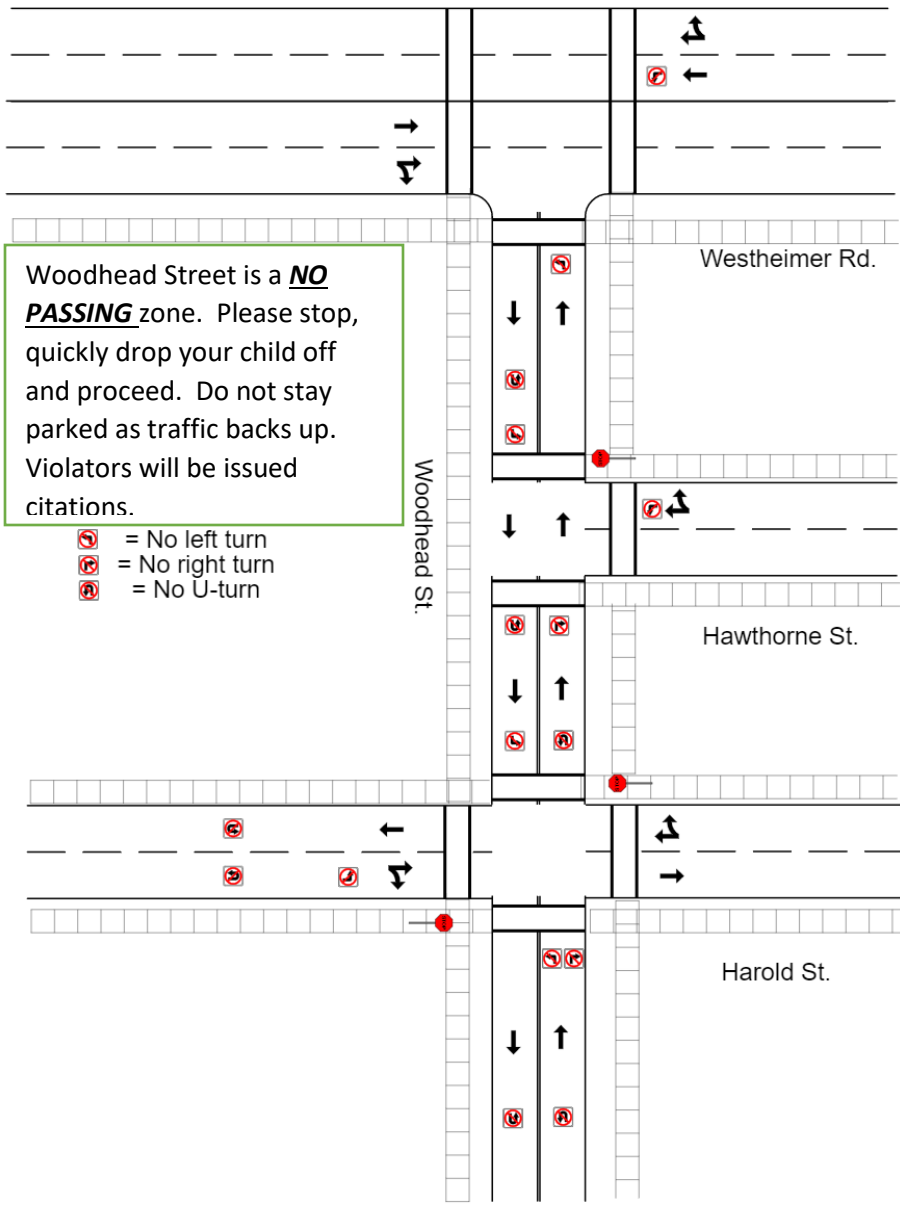 Westheimer Rd.
Woodhead Street is a NO
PASSING zone. Please stop,
quickly drop your child off
and proceed. Do not stay
parked as traffic backs up.
Violators will be issued
citations.
Woodhead St.
= No left turn
= No right turn
= No U-turn
Hawthorne St.
Harold St.